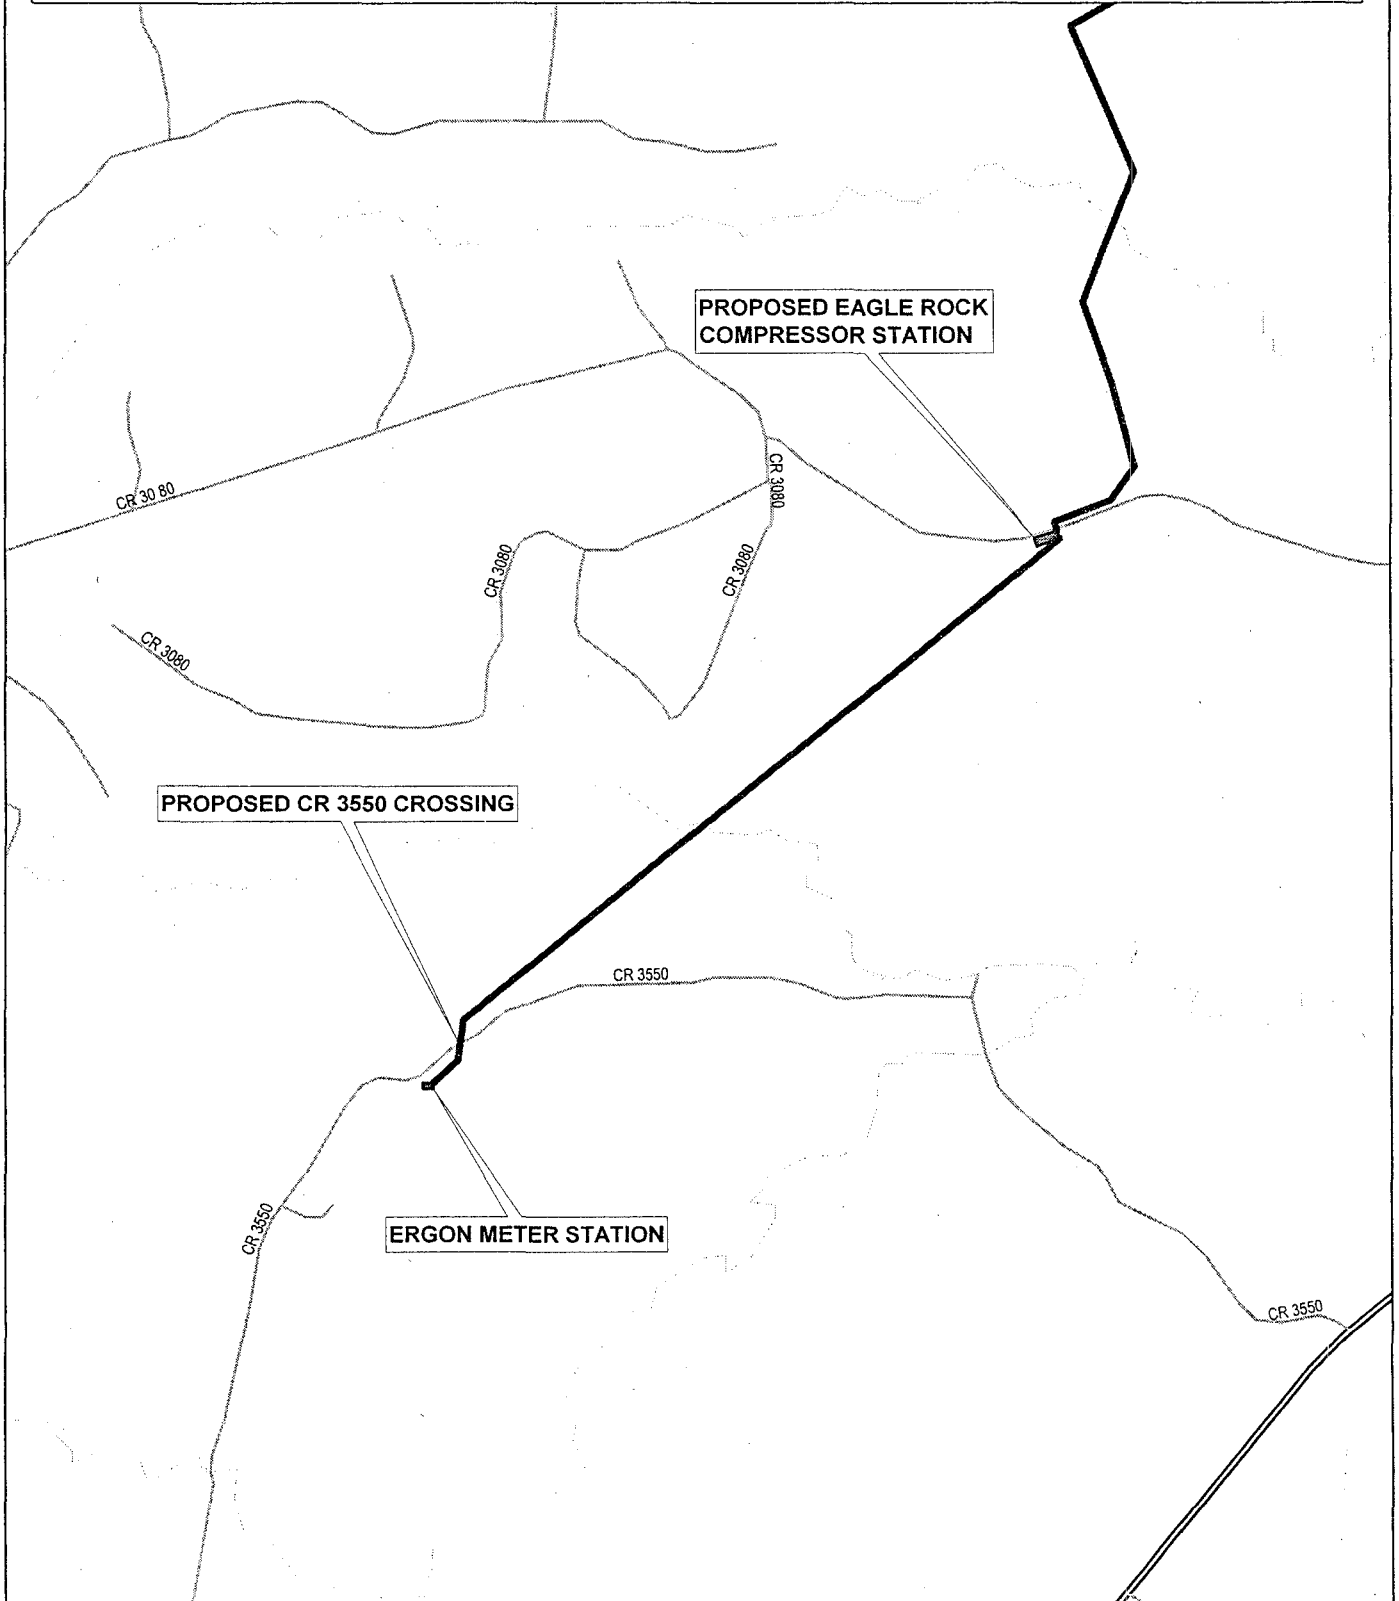 PROPOSED EAGLE ROCK
COMPRESSOR STATION
CR 30 80
CR 3080
CR 3080
CR 3080
CR 3080
PROPOSED CR 3550 CROSSING
CR 3550
CR 3550
ERGON METER STATION
CR 3550